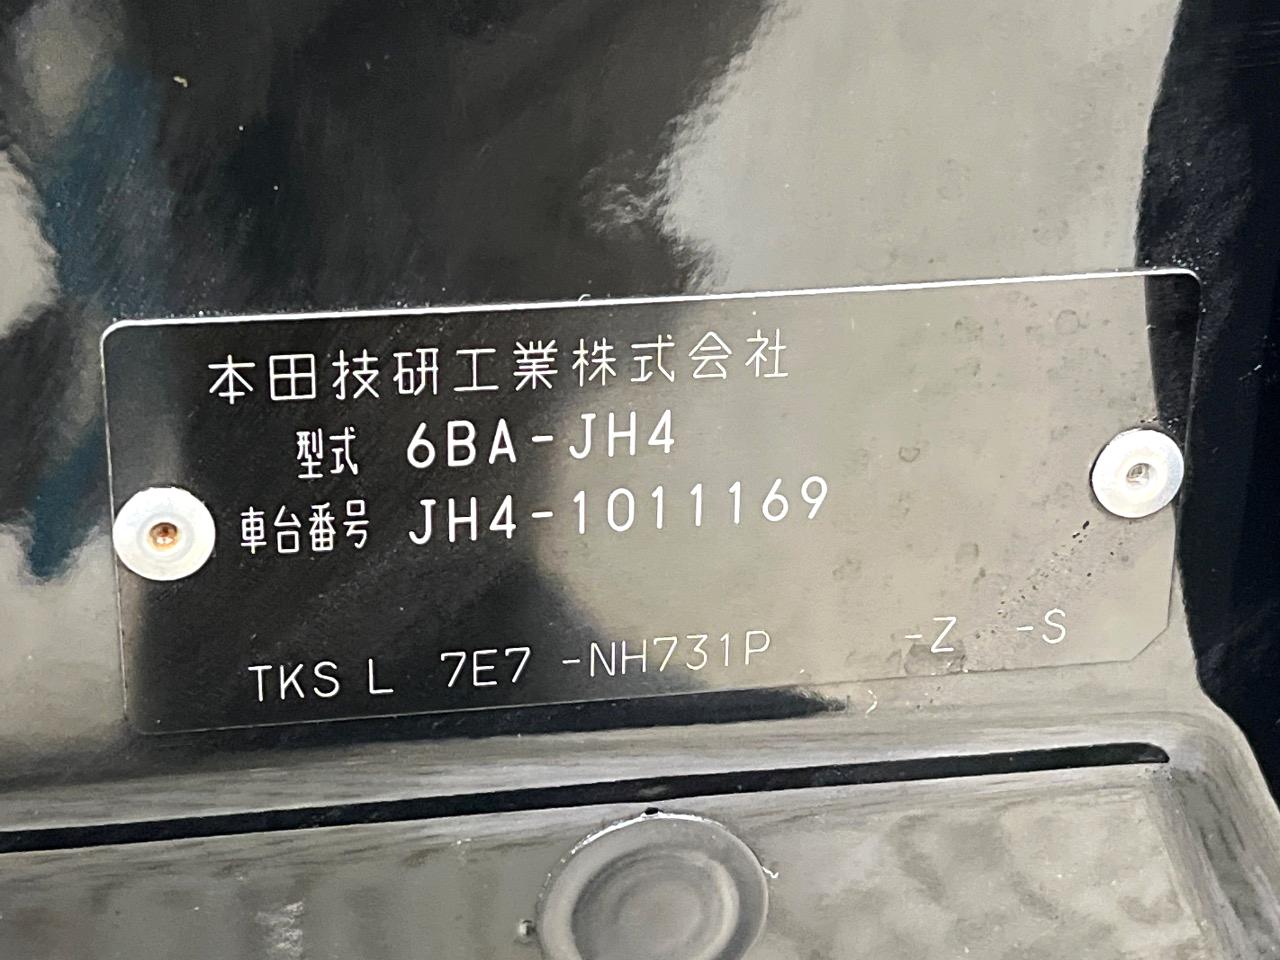 本田技研工業株式会社
型式 6BA-JH4
車台番号 JH4-1011169
TKS L 7E7 -NH731P -Z -S